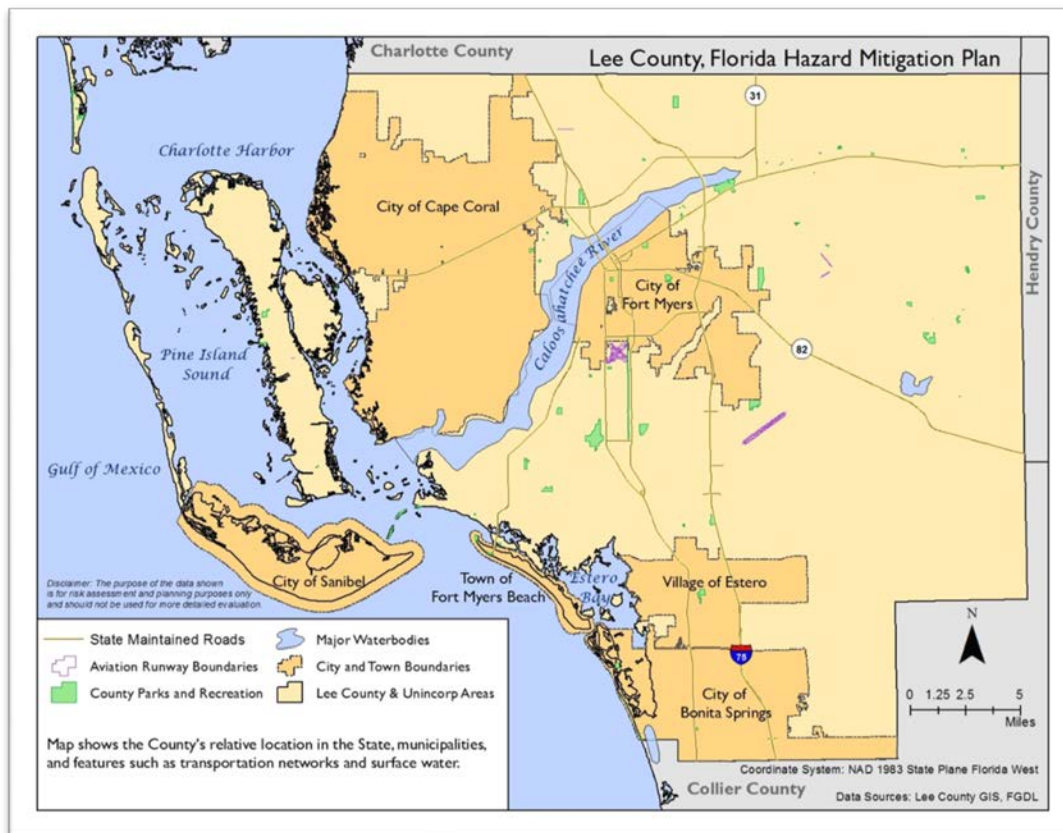 Charlotte County
Lee County, Florida Hazard Mitigation Plan
31
Charlotte Harbor
City of Cape Coral
Hendry County
Caloosahatchee River
City of
Fort Myers
82
Pine Island
Sound
Gulf of Mexico
City of Sanibel
Town of
Fort Myers Beach
Estero
Bay
Village of Estero
Disclaimer: The purpose of the data shown
is for risk assessment and planning purposes only
and should not be used for more detailed evaluation.
75
City of
Bonita Springs
N
0 1.25 2.5 5
Miles
State Maintained Roads
Major Waterbodies
Aviation Runway Boundaries
City and Town Boundaries
County Parks and Recreation
Lee County & Unincorp Areas
Map shows the County's relative location in the State, municipalities,
and features such as transportation networks and surface water.
Collier County
Coordinate System: NAD 1983 State Plane Florida West
Data Sources: Lee County GIS, FGDL